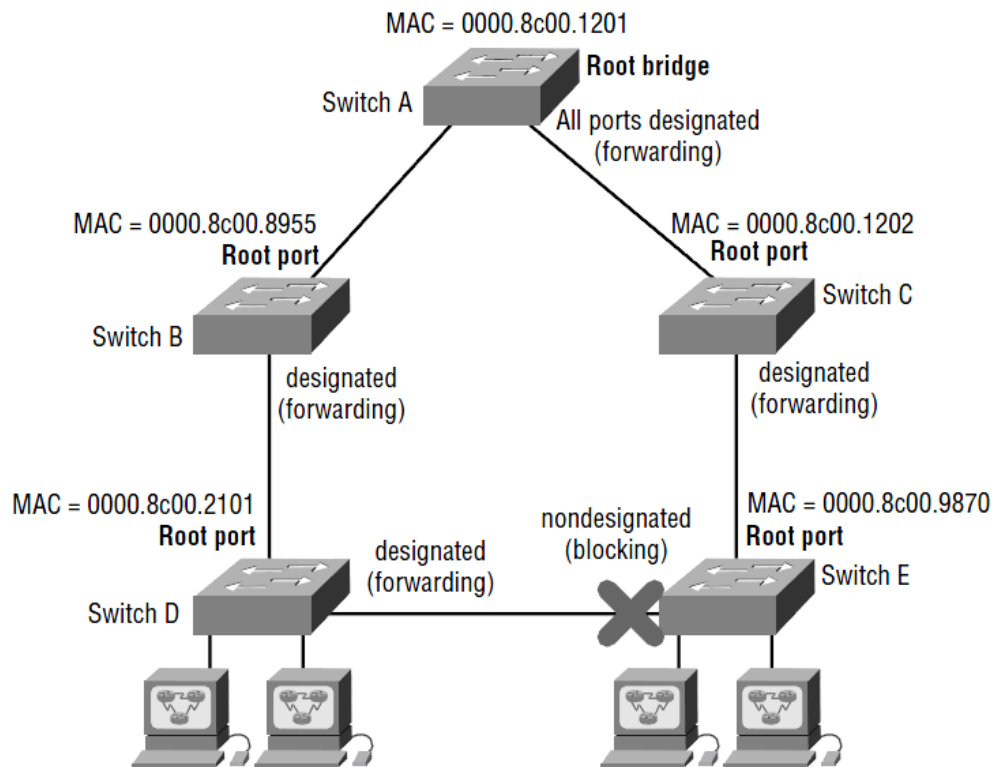 MAC = 0000.8c00.1201
Root bridge
Switch A
All ports designated
(forwarding)
MAC = 0000.8c00.8955
Root port
Switch B
MAC = 0000.8c00.1202
Root port
Switch C
designated
(forwarding)
designated
(forwarding)
MAC = 0000.8c00.2101
Root port
Switch D
designated
(forwarding)
nondesignated
(blocking)
MAC = 0000.8c00.9870
Root port
Switch E